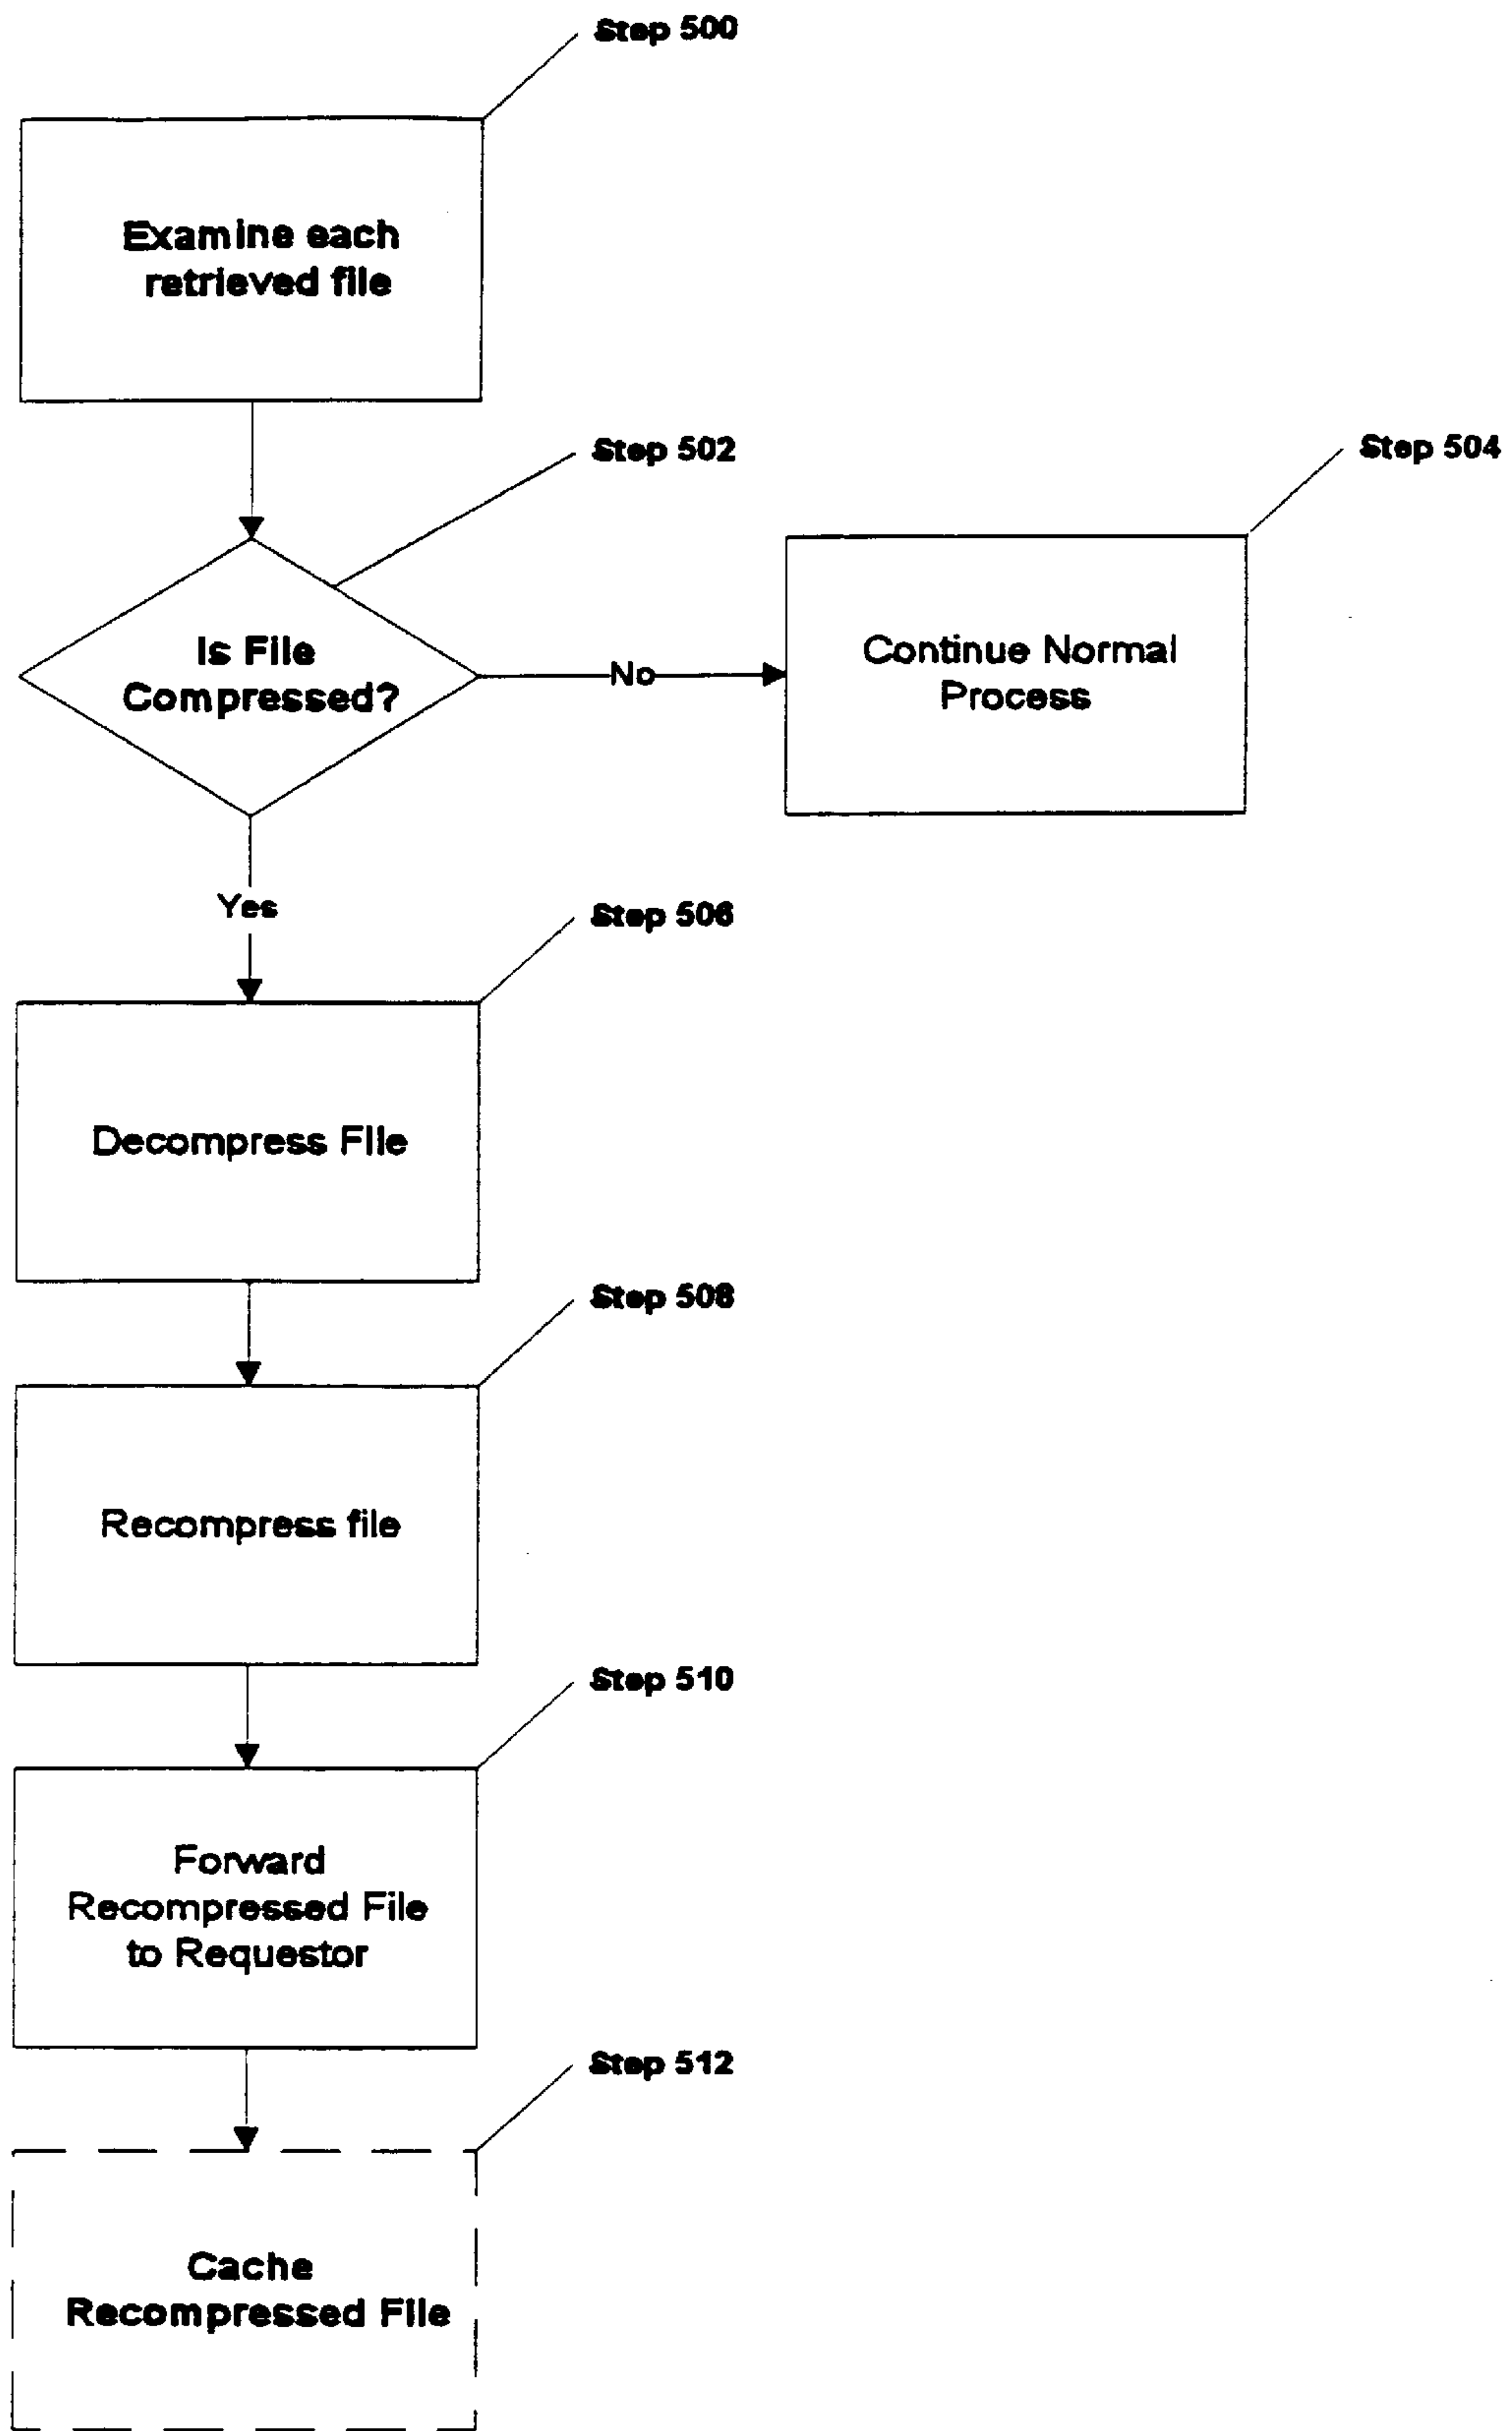 Step 500
Examine each
retrieved file
Step 502
Step 504
Is File
Compressed?
No
Continue Normal
Process
Yes
Step 506
Decompress File
Step 508
Recompress file
Step 510
Forward
Recompressed File
to Requestor
Step 512
Cache
Recompressed File